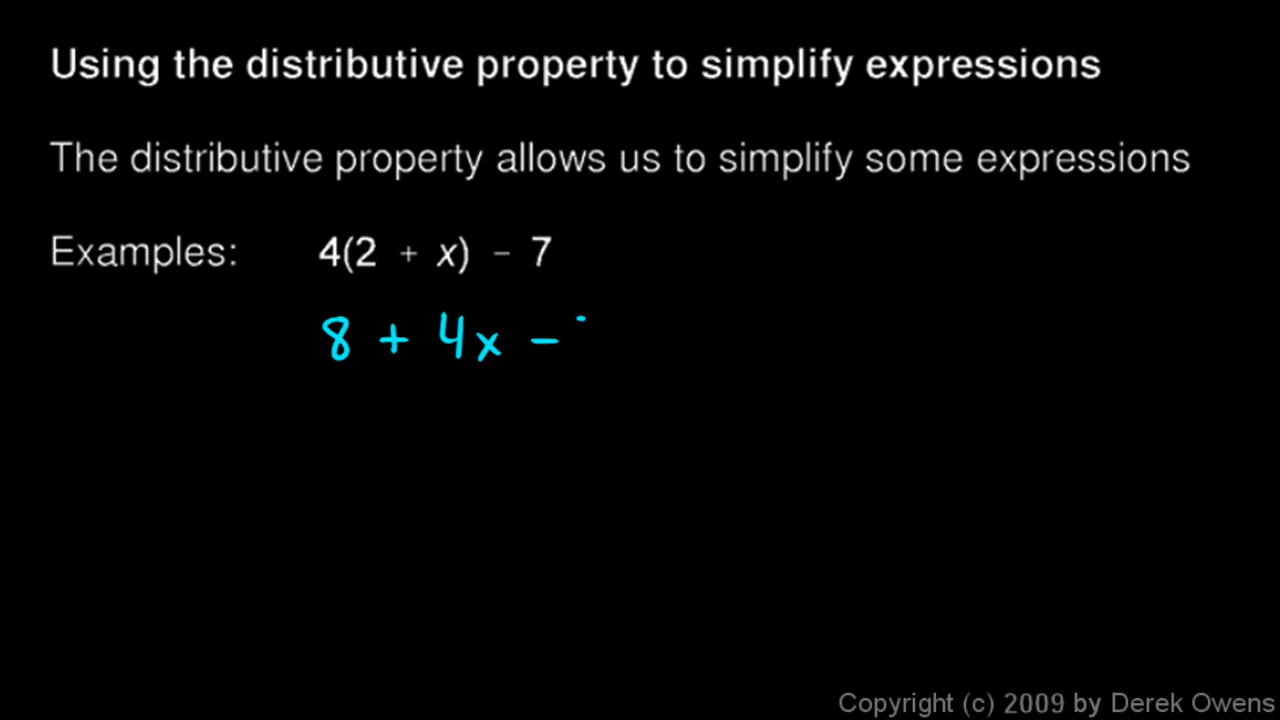 Using the distributive property to simplify expressions
The distributive property allows us to simplify some expressions
Examples: 4(2 + x) - 7
8 + 4x -
Copyright (c) 2009 by Derek Owens